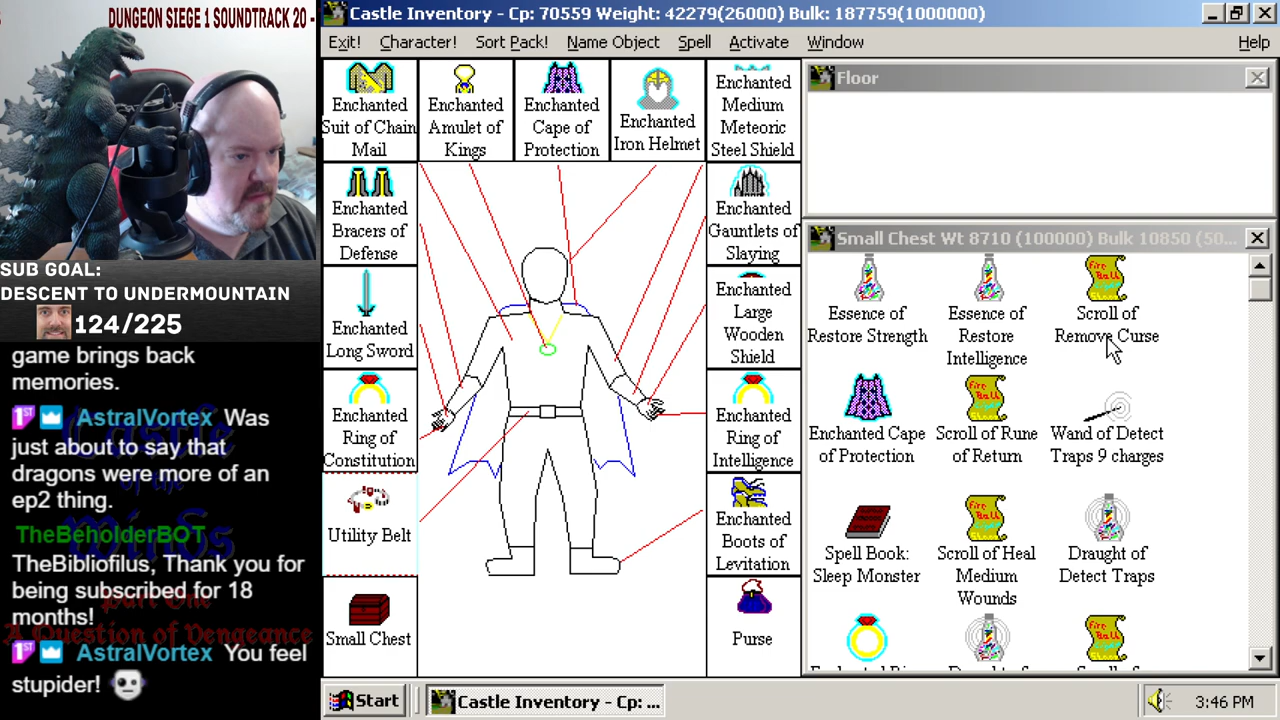 DUNGEON SIEGE 1 SOUNDTRACK 20 -
SUB GOAL:
DESCENT TO UNDERMOUNTAIN
124/225
game brings back
memories.
AstralVortex Was
just about to say that
dragons were more of an
ep2 thing.
TheBeholderBOT
TheBibliofilus, Thank you for
being subscribed for 18
months!
AstralVortex You feel
stupider!
Castle Inventory - Cp: 70559 Weight: 42279(26000) Bulk: 187759(1000000)
Exit! Character! Sort Pack! Name Object Spell Activate Window Help
Enchanted
Suit of Chain
Mail
Enchanted
Amulet of
Kings
Enchanted
Cape of
Protection
Enchanted
Iron Helmet
Enchanted
Medium
Meteoric
Steel Shield
Enchanted
Bracers of
Defense
Enchanted
Gauntlets of
Slaying
Enchanted
Long Sword
Enchanted
Large
Wooden
Shield
Enchanted
Ring of
Constitution
Enchanted
Ring of
Intelligence
Utility Belt
Enchanted
Boots of
Levitation
Small Chest
Purse
Floor
Small Chest Wt 8710 (100000) Bulk 10850 (50...
Essence of
Restore Strength
Essence of
Restore
Intelligence
Scroll of
Remove Curse
Enchanted Cape
of Protection
Scroll of Rune
of Return
Wand of Detect
Traps 9 charges
Spell Book:
Sleep Monster
Scroll of Heal
Medium
Wounds
Draught of
Detect Traps
Start
Castle Inventory - Cp: 70...
3:46 PM